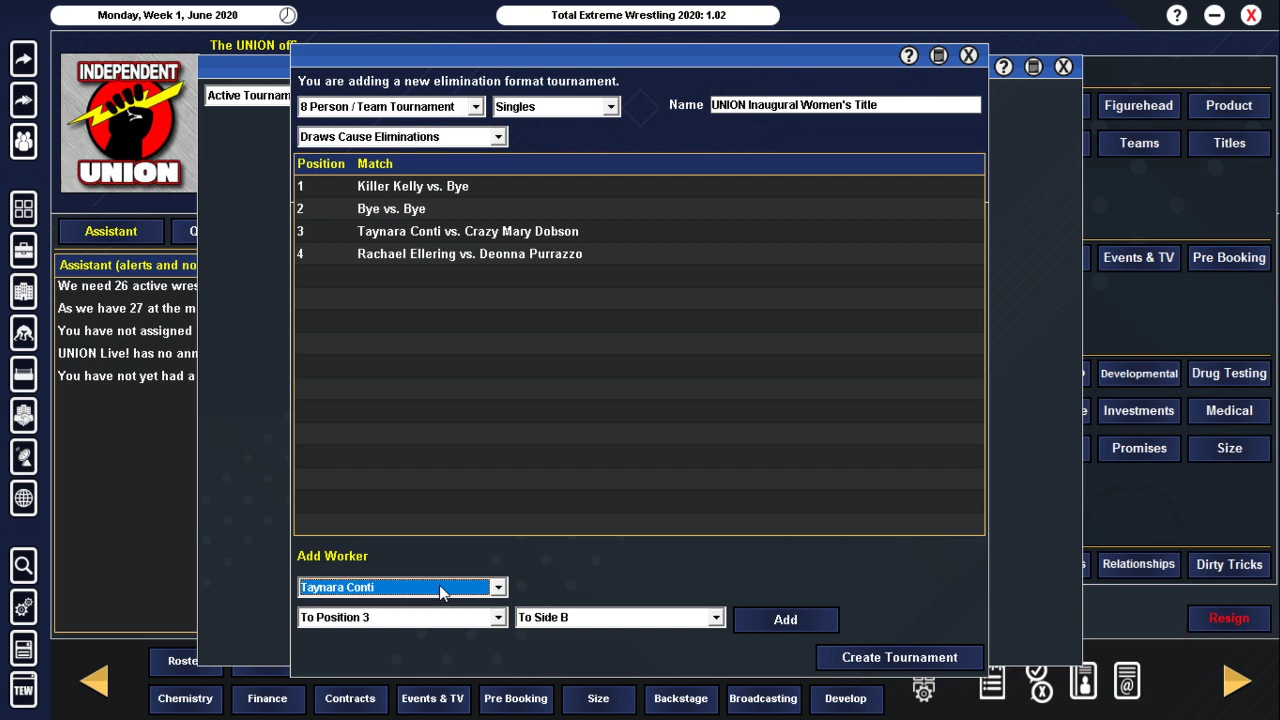 Monday, Week 1, June 2020
Total Extreme Wrestling 2020: 1.02
? X
INDEPENDENT
UNION
The UNION off
? X
? X
You are adding a new elimination format tournament.
8 Person / Team Tournament Singles Name UNION Inaugural Women's Title
Draws Cause Eliminations
Active Tournam
Position Match
1 Killer Kelly vs. Bye
2 Bye vs. Bye
3 Taynara Conti vs. Crazy Mary Dobson
4 Rachael Ellering vs. Deonna Purrazzo
Figurehead Product
Teams Titles
Assistant Q
Events & TV Pre Booking
Assistant (alerts and no
We need 26 active wres
As we have 27 at the m
You have not assigned
UNION Live! has no ann
You have not yet had a
Developmental Drug Testing
e Investments Medical
Promises Size
Add Worker
Taynara Conti
To Position 3 To Side B Add
s Relationships Dirty Tricks
Resign
Create Tournament
Roste
TEW
Chemistry Finance Contracts Events & TV Pre Booking Size Backstage Broadcasting Develop